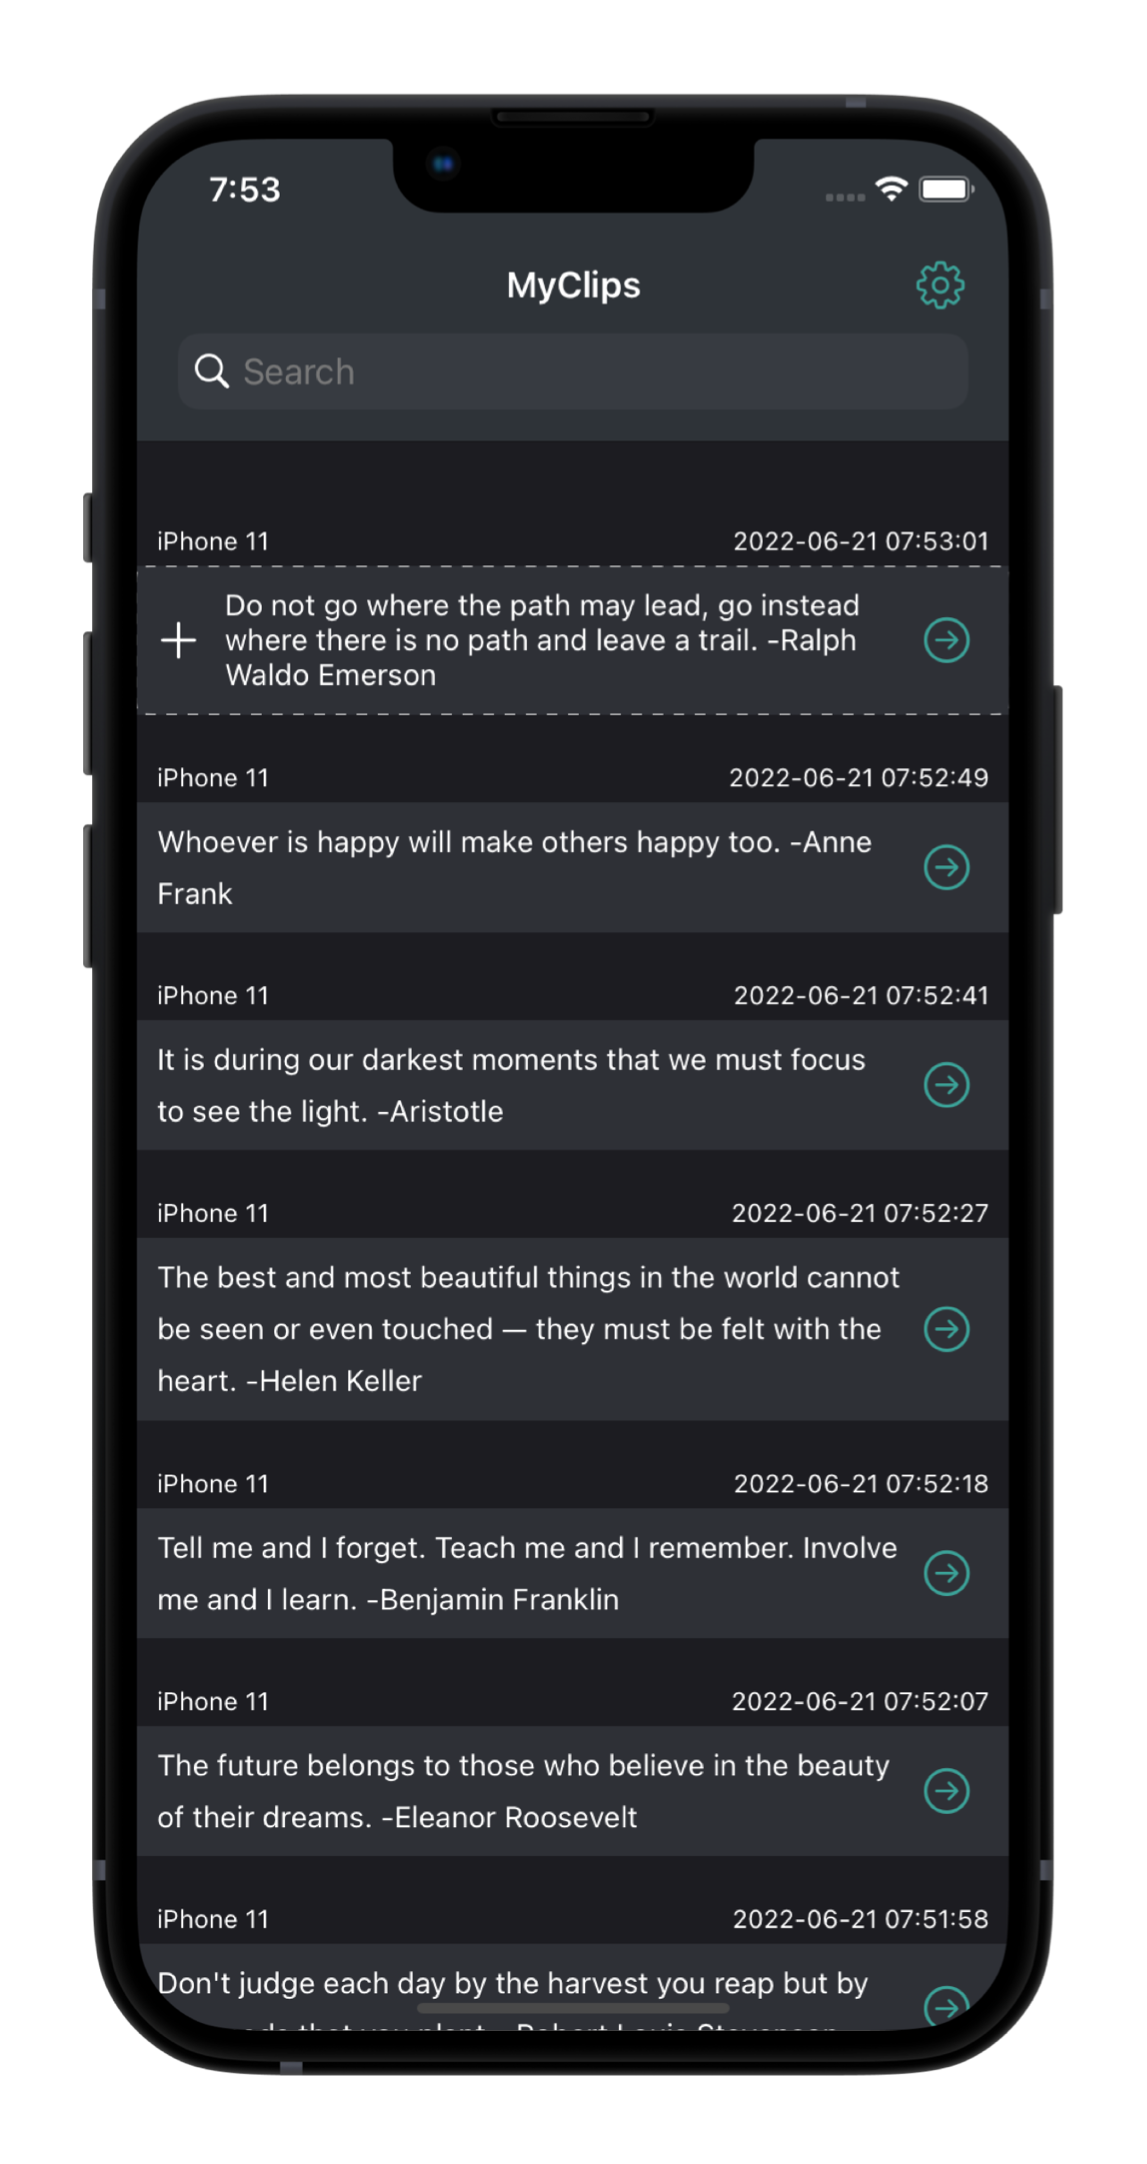 7:53
MyClips
Search
iPhone 11 2022-06-21 07:53:01
Do not go where the path may lead, go instead
where there is no path and leave a trail. -Ralph
Waldo Emerson
iPhone 11 2022-06-21 07:52:49
Whoever is happy will make others happy too. -Anne
Frank
iPhone 11 2022-06-21 07:52:41
It is during our darkest moments that we must focus
to see the light. -Aristotle
iPhone 11 2022-06-21 07:52:27
The best and most beautiful things in the world cannot
be seen or even touched — they must be felt with the
heart. -Helen Keller
iPhone 11 2022-06-21 07:52:18
Tell me and I forget. Teach me and I remember. Involve
me and I learn. -Benjamin Franklin
iPhone 11 2022-06-21 07:52:07
The future belongs to those who believe in the beauty
of their dreams. -Eleanor Roosevelt
iPhone 11 2022-06-21 07:51:58
Don't judge each day by the harvest you reap but by
that you plant. -Robert Louis Stevenson